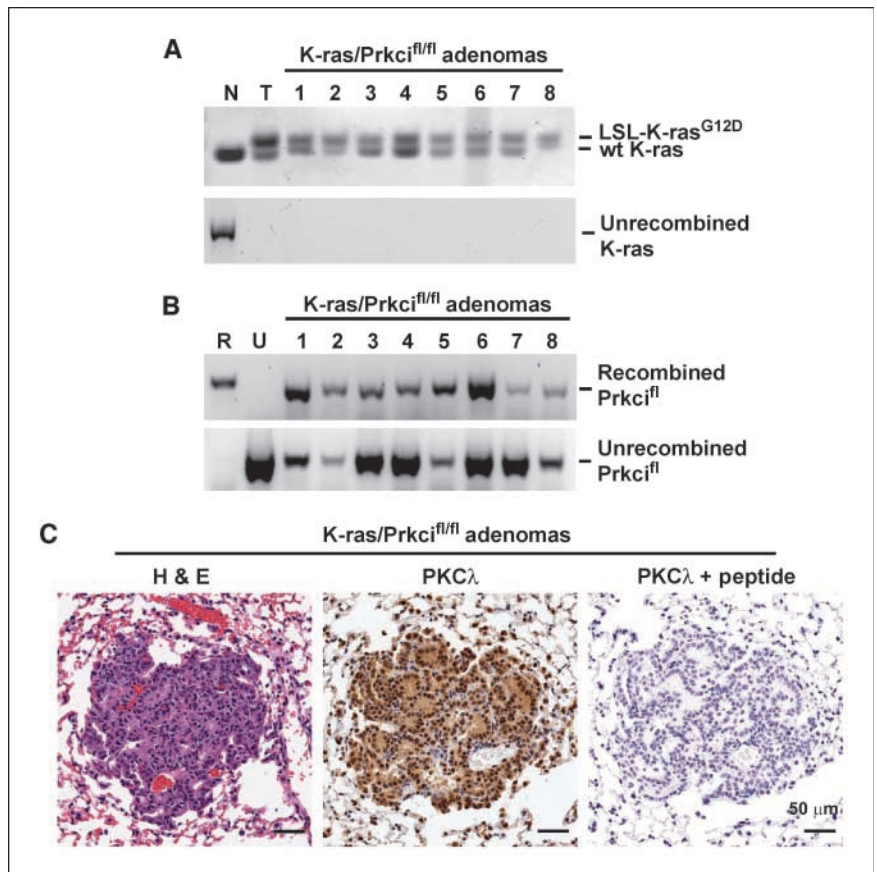 A
K-ras/Prkci^fl/fl adenomas
N T 1 2 3 4 5 6 7 8
LSL-K-ras^G12D
wt K-ras
Unrecombined
K-ras
B
K-ras/Prkci^fl/fl adenomas
R U 1 2 3 4 5 6 7 8
Recombined
Prkci^fl
Unrecombined
Prkci^fl
C
K-ras/Prkci^fl/fl adenomas
H & E PKCλ PKCλ + peptide
50 μm